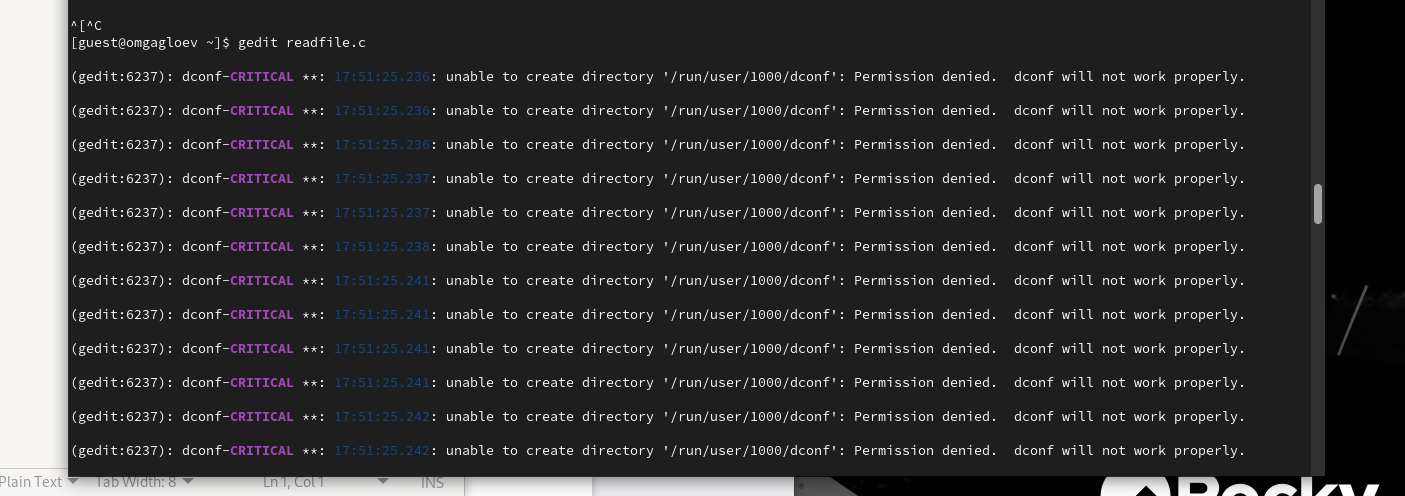 ^[^C
[guest@omgagloev ~]$ gedit readfile.c
(gedit:6237): dconf-CRITICAL **: 17:51:25.236: unable to create directory '/run/user/1000/dconf': Permission denied.  dconf will not work properly.
(gedit:6237): dconf-CRITICAL **: 17:51:25.236: unable to create directory '/run/user/1000/dconf': Permission denied.  dconf will not work properly.
(gedit:6237): dconf-CRITICAL **: 17:51:25.236: unable to create directory '/run/user/1000/dconf': Permission denied.  dconf will not work properly.
(gedit:6237): dconf-CRITICAL **: 17:51:25.237: unable to create directory '/run/user/1000/dconf': Permission denied.  dconf will not work properly.
(gedit:6237): dconf-CRITICAL **: 17:51:25.237: unable to create directory '/run/user/1000/dconf': Permission denied.  dconf will not work properly.
(gedit:6237): dconf-CRITICAL **: 17:51:25.238: unable to create directory '/run/user/1000/dconf': Permission denied.  dconf will not work properly.
(gedit:6237): dconf-CRITICAL **: 17:51:25.241: unable to create directory '/run/user/1000/dconf': Permission denied.  dconf will not work properly.
(gedit:6237): dconf-CRITICAL **: 17:51:25.241: unable to create directory '/run/user/1000/dconf': Permission denied.  dconf will not work properly.
(gedit:6237): dconf-CRITICAL **: 17:51:25.241: unable to create directory '/run/user/1000/dconf': Permission denied.  dconf will not work properly.
(gedit:6237): dconf-CRITICAL **: 17:51:25.241: unable to create directory '/run/user/1000/dconf': Permission denied.  dconf will not work properly.
(gedit:6237): dconf-CRITICAL **: 17:51:25.242: unable to create directory '/run/user/1000/dconf': Permission denied.  dconf will not work properly.
(gedit:6237): dconf-CRITICAL **: 17:51:25.242: unable to create directory '/run/user/1000/dconf': Permission denied.  dconf will not work properly.
Plain Text Tab Width: 8 Ln 1, Col 1 INS
Rocky